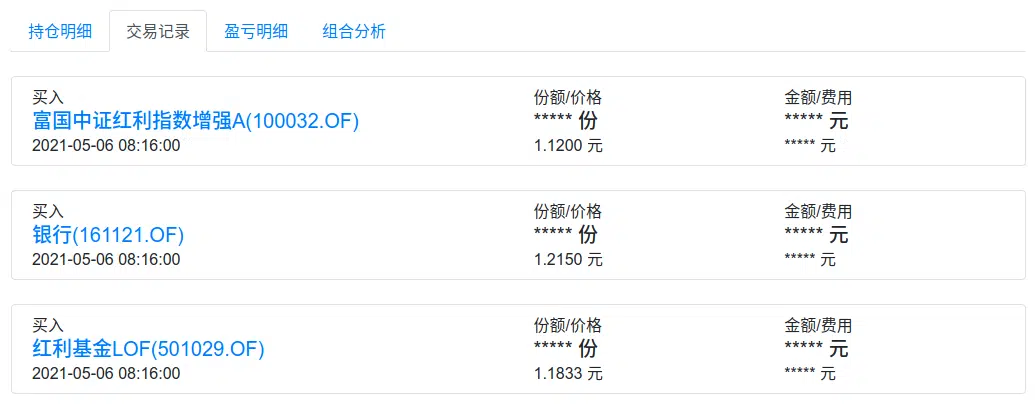 持仓明细 交易记录 盈亏明细 组合分析
买入 份额/价格 金额/费用
富国中证红利指数增强A(100032.OF) ***** 份 ***** 元
2021-05-06 08:16:00 1.1200 元 ***** 元
买入 份额/价格 金额/费用
银行(161121.OF) ***** 份 ***** 元
2021-05-06 08:16:00 1.2150 元 ***** 元
买入 份额/价格 金额/费用
红利基金LOF(501029.OF) ***** 份 ***** 元
2021-05-06 08:16:00 1.1833 元 ***** 元